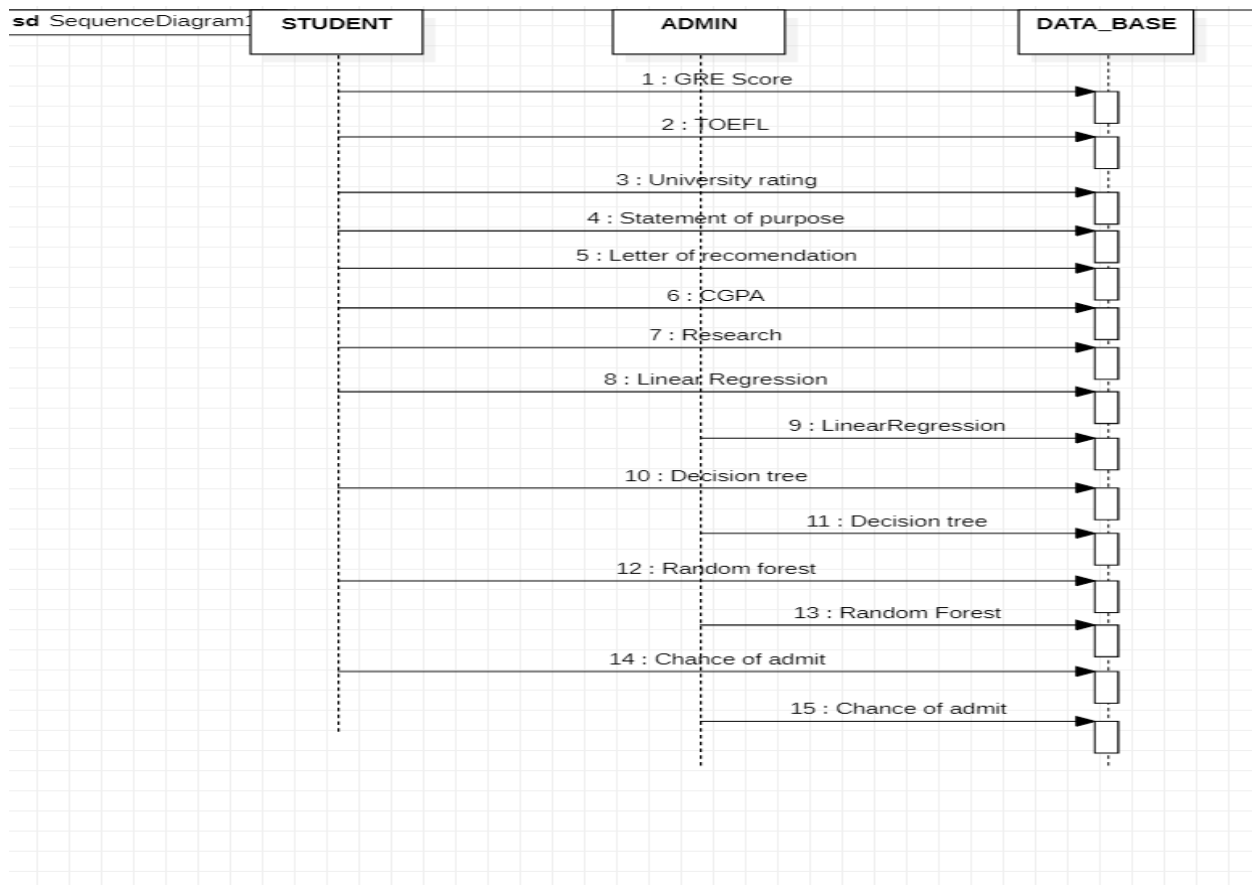 sd SequenceDiagram1
STUDENT
ADMIN
DATA_BASE
1 : GRE Score
2 : TOEFL
3 : University rating
4 : Statement of purpose
5 : Letter of recomendation
6 : CGPA
7 : Research
8 : Linear Regression
9 : LinearRegression
10 : Decision tree
11 : Decision tree
12 : Random forest
13 : Random Forest
14 : Chance of admit
15 : Chance of admit